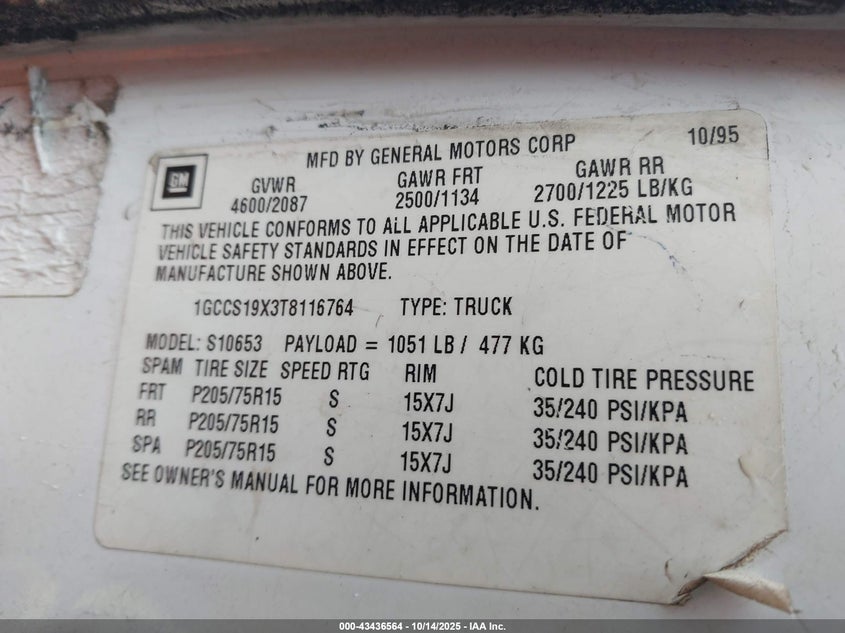 MFD BY GENERAL MOTORS CORP 10/95
GM
GVWR GAWR FRT GAWR RR
4600/2087 2500/1134 2700/1225 LB/KG
THIS VEHICLE CONFORMS TO ALL APPLICABLE U.S. FEDERAL MOTOR
VEHICLE SAFETY STANDARDS IN EFFECT ON THE DATE OF
MANUFACTURE SHOWN ABOVE.
1GCCS19X3T8116764 TYPE: TRUCK
MODEL: S10653 PAYLOAD = 1051 LB / 477 KG
SPAM TIRE SIZE SPEED RTG RIM COLD TIRE PRESSURE
FRT P205/75R15 S 15X7J 35/240 PSI/KPA
RR P205/75R15 S 15X7J 35/240 PSI/KPA
SPA P205/75R15 S 15X7J 35/240 PSI/KPA
SEE OWNER'S MANUAL FOR MORE INFORMATION.
000-43436564 - 10/14/2025 - IAA Inc.